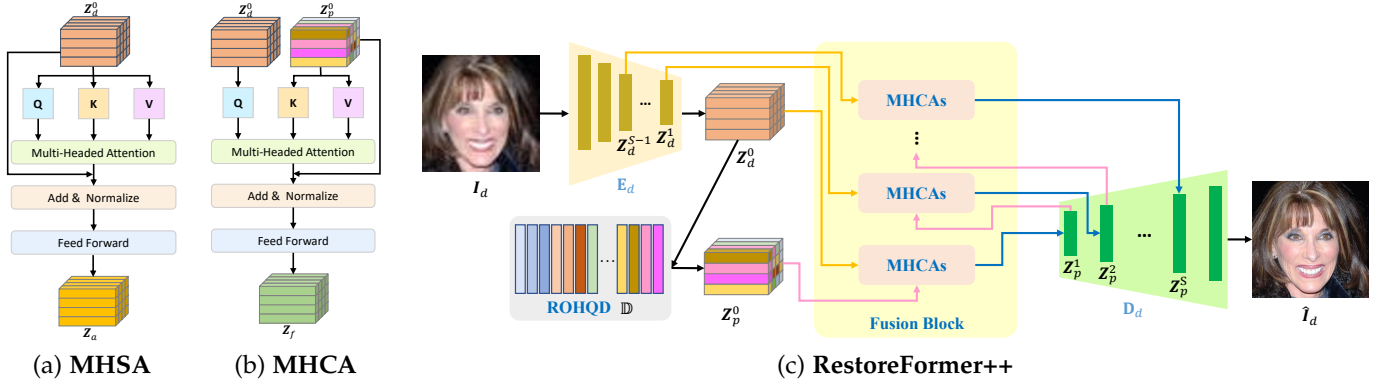 Z_d^0
Q K V
Multi-Headed Attention
Add & Normalize
Feed Forward
Z_a
(a) MHSA
Z_d^0 Z_p^0
Q K V
Multi-Headed Attention
Add & Normalize
Feed Forward
Z_f
(b) MHCA
I_d
E_d
...
Z_d^{S-1} Z_d^1
Z_d^0
ROHQD 𝔻
...
Z_p^0
MHCAs
...
MHCAs
MHCAs
Fusion Block
Z_p^1 Z_p^2 ... Z_p^S
D_d
Î_d
(c) RestoreFormer++